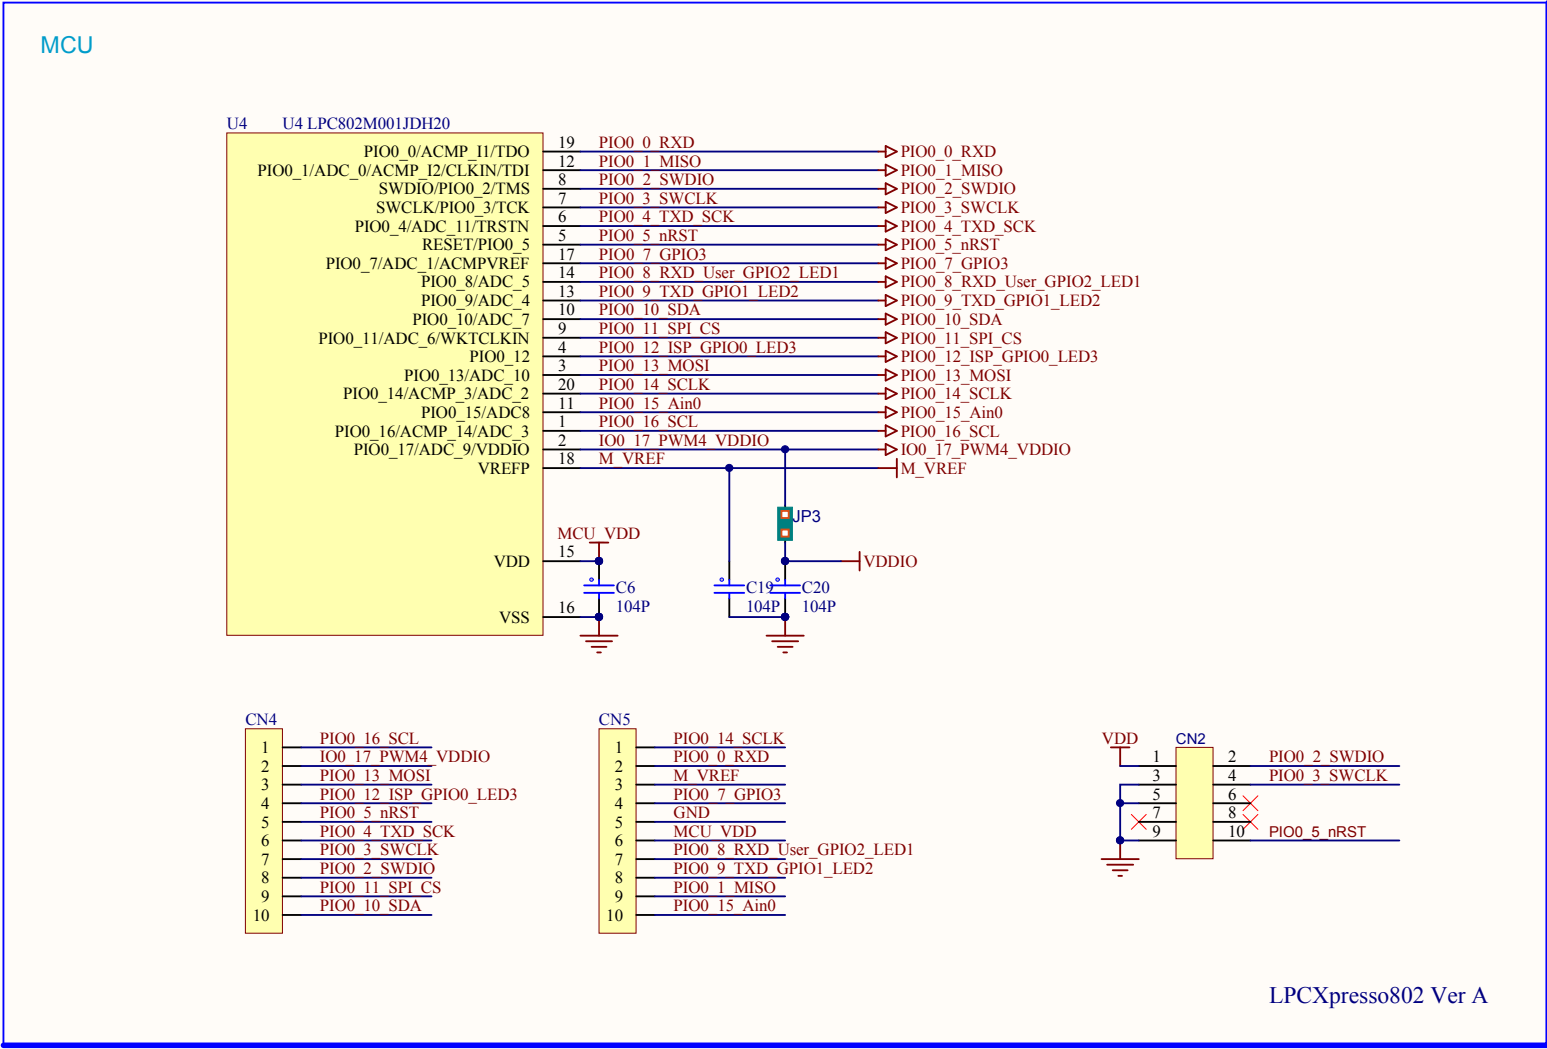 MCU
U4 U4 LPC802M001JDH20
PIO0_0/ACMP_I1/TDO 19 PIO0_0_RXD PIO0_0_RXD
PIO0_1/ADC_0/ACMP_I2/CLKIN/TDI 12 PIO0_1_MISO PIO0_1_MISO
SWDIO/PIO0_2/TMS 8 PIO0_2_SWDIO PIO0_2_SWDIO
SWCLK/PIO0_3/TCK 7 PIO0_3_SWCLK PIO0_3_SWCLK
PIO0_4/ADC_11/TRSTN 6 PIO0_4_TXD_SCK PIO0_4_TXD_SCK
RESET/PIO0_5 5 PIO0_5_nRST PIO0_5_nRST
PIO0_7/ADC_1/ACMPVREF 17 PIO0_7_GPIO3 PIO0_7_GPIO3
PIO0_8/ADC_5 14 PIO0_8_RXD_User_GPIO2_LED1 PIO0_8_RXD_User_GPIO2_LED1
PIO0_9/ADC_4 13 PIO0_9_TXD_GPIO1_LED2 PIO0_9_TXD_GPIO1_LED2
PIO0_10/ADC_7 10 PIO0_10_SDA PIO0_10_SDA
PIO0_11/ADC_6/WKTCLKIN 9 PIO0_11_SPI_CS PIO0_11_SPI_CS
PIO0_12 4 PIO0_12_ISP_GPIO0_LED3 PIO0_12_ISP_GPIO0_LED3
PIO0_13/ADC_10 3 PIO0_13_MOSI PIO0_13_MOSI
PIO0_14/ACMP_3/ADC_2 20 PIO0_14_SCLK PIO0_14_SCLK
PIO0_15/ADC8 11 PIO0_15_Ain0 PIO0_15_Ain0
PIO0_16/ACMP_14/ADC_3 1 PIO0_16_SCL PIO0_16_SCL
PIO0_17/ADC_9/VDDIO 2 IO0_17_PWM4_VDDIO IO0_17_PWM4_VDDIO
VREFP 18 M_VREF M_VREF
JP3
MCU_VDD
VDD 15 VDDIO
C6 C19 C20
104P 104P 104P
VSS 16
CN4
1 PIO0_16_SCL
2 IO0_17_PWM4_VDDIO
3 PIO0_13_MOSI
4 PIO0_12_ISP_GPIO0_LED3
5 PIO0_5_nRST
6 PIO0_4_TXD_SCK
7 PIO0_3_SWCLK
8 PIO0_2_SWDIO
9 PIO0_11_SPI_CS
10 PIO0_10_SDA
CN5
1 PIO0_14_SCLK
2 PIO0_0_RXD
3 M_VREF
4 PIO0_7_GPIO3
5 GND
6 MCU_VDD
7 PIO0_8_RXD_User_GPIO2_LED1
8 PIO0_9_TXD_GPIO1_LED2
9 PIO0_1_MISO
10 PIO0_15_Ain0
VDD CN2
1 2 PIO0_2_SWDIO
3 4 PIO0_3_SWCLK
5 6
7 8
9 10 PIO0_5_nRST
LPCXpresso802 Ver A